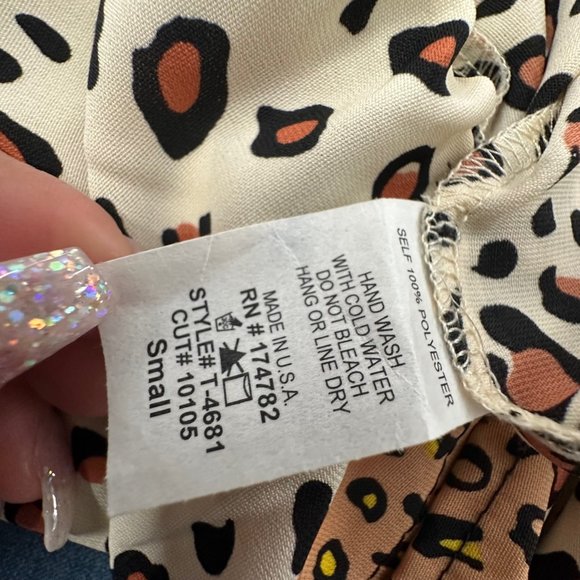 SELF 100% POLYESTER
HAND WASH
WITH COLD WATER
DO NOT BLEACH
HANG OR LINE DRY
MADE IN U.S.A.
RN # 174782
STYLE# T-4681
CUT# 10105
Small